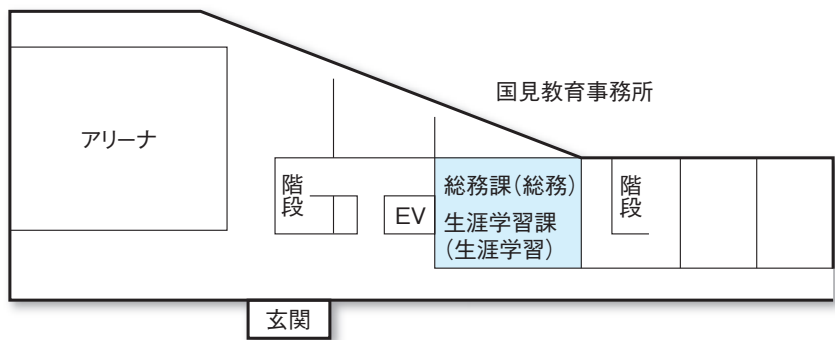 国見教育事務所
アリーナ
階段
EV
総務課(総務)
生涯学習課
(生涯学習)
階段
玄関